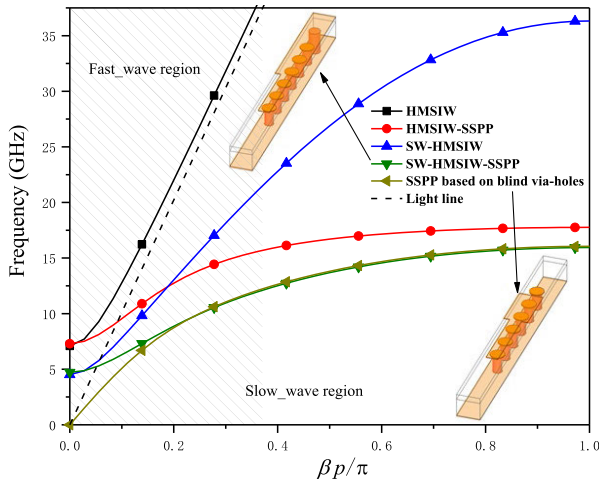 35
30
25
20
15
10
5
0
Frequency (GHz)
Fast_wave region
HMSIW
HMSIW-SSPP
SW-HMSIW
SW-HMSIW-SSPP
SSPP based on blind via-holes
Light line
Slow_wave region
0.0 0.2 0.4 0.6 0.8 1.0
βp/π